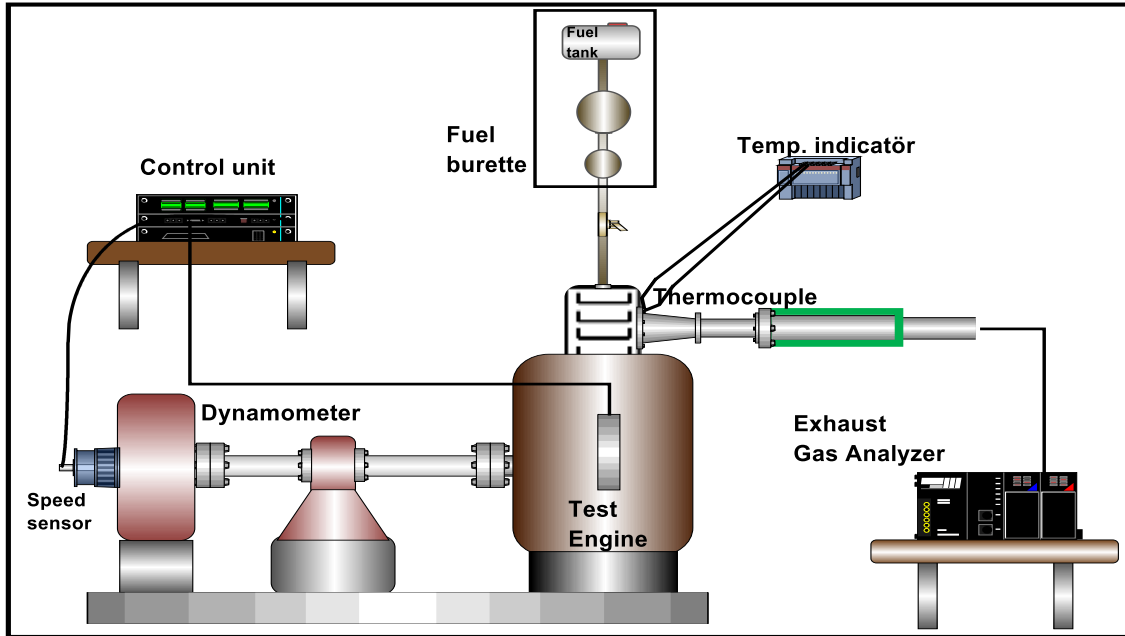 Fuel
tank
Fuel
burette
Temp. indicatör
Control unit
Thermocouple
Dynamometer
Exhaust
Gas Analyzer
Speed
sensor
Test
Engine